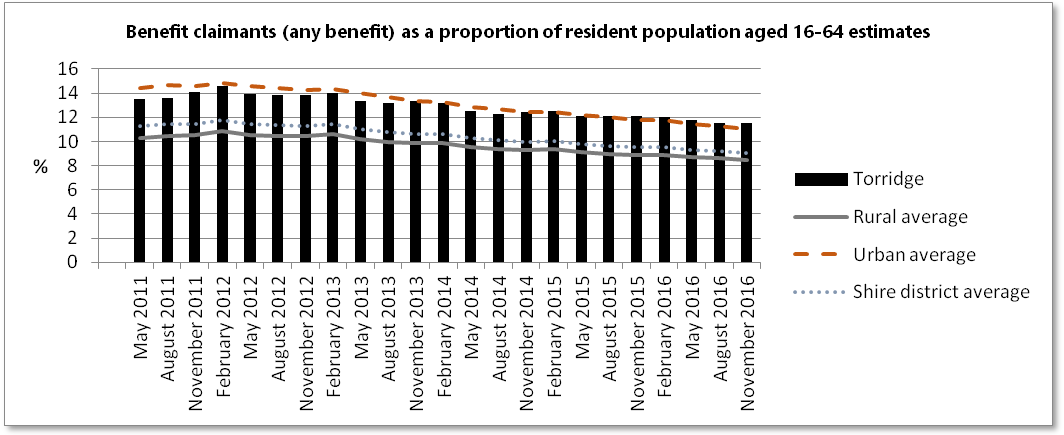 Benefit claimants (any benefit) as a proportion of resident population aged 16-64 estimates
16
14
12
10
8
6
4
2
0
%
May 2011
August 2011
November 2011
February 2012
May 2012
August 2012
November 2012
February 2013
May 2013
August 2013
November 2013
February 2014
May 2014
August 2014
November 2014
February 2015
May 2015
August 2015
November 2015
February 2016
May 2016
August 2016
November 2016
Torridge
Rural average
Urban average
Shire district average